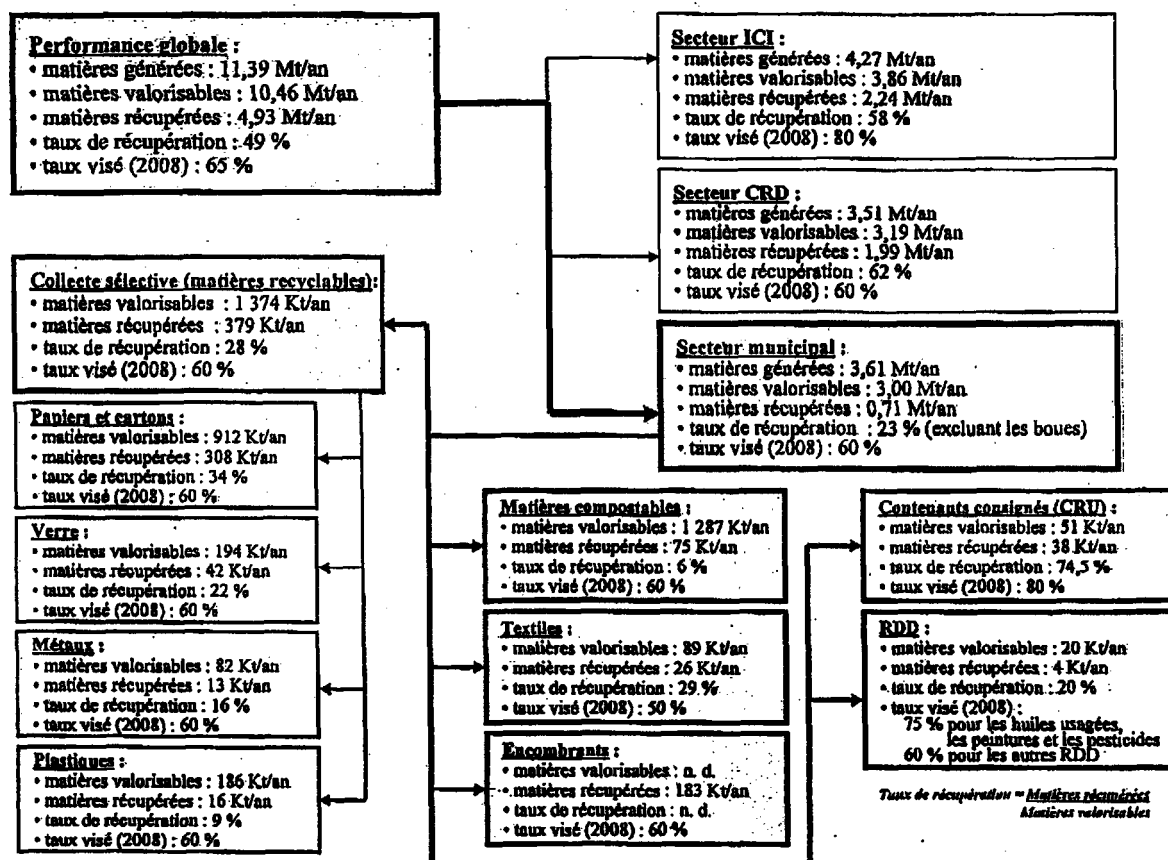 Performance globale :
• matières générées : 11,39 Mt/an
• matières valorisables : 10,46 Mt/an
• matières récupérées : 4,93 Mt/an
• taux de récupération : 49 %
• taux visé (2008) : 65 %
Secteur ICI :
• matières générées : 4,27 Mt/an
• matières valorisables : 3,86 Mt/an
• matières récupérées : 2,24 Mt/an
• taux de récupération : 58 %
• taux visé (2008) : 80 %
Secteur CRD :
• matières générées : 3,51 Mt/an
• matières valorisables : 3,19 Mt/an
• matières récupérées : 1,99 Mt/an
• taux de récupération : 62 %
• taux visé (2008) : 60 %
Secteur municipal :
• matières générées : 3,61 Mt/an
• matières valorisables : 3,00 Mt/an
• matières récupérées : 0,71 Mt/an
• taux de récupération : 23 % (excluant les boues)
• taux visé (2008) : 60 %
Collecte sélective (matières recyclables):
• matières valorisables : 1 374 Kt/an
• matières récupérées : 379 Kt/an
• taux de récupération : 28 %
• taux visé (2008) : 60 %
Papiers et cartons :
• matières valorisables : 912 Kt/an
• matières récupérées : 308 Kt/an
• taux de récupération : 34 %
• taux visé (2008) : 60 %
Verre :
• matières valorisables : 194 Kt/an
• matières récupérées : 42 Kt/an
• taux de récupération : 22 %
• taux visé (2008) : 60 %
Métaux :
• matières valorisables : 82 Kt/an
• matières récupérées : 13 Kt/an
• taux de récupération : 16 %
• taux visé (2008) : 60 %
Plastiques :
• matières valorisables : 186 Kt/an
• matières récupérées : 16 Kt/an
• taux de récupération : 9 %
• taux visé (2008) : 60 %
Matières compostables :
• matières valorisables : 1 287 Kt/an
• matières récupérées : 75 Kt/an
• taux de récupération : 6 %
• taux visé (2008) : 60 %
Textiles :
• matières valorisables : 89 Kt/an
• matières récupérées : 26 Kt/an
• taux de récupération : 29 %
• taux visé (2008) : 50 %
Encombrants :
• matières valorisables : n. d.
• matières récupérées : 183 Kt/an
• taux de récupération : n. d.
• taux visé (2008) : 60 %
Contenants consignés (CRU) :
• matières valorisables : 51 Kt/an
• matières récupérées : 38 Kt/an
• taux de récupération : 74,5 %
• taux visé (2008) : 80 %
RDD :
• matières valorisables : 20 Kt/an
• matières récupérées : 4 Kt/an
• taux de récupération : 20 %
• taux visé (2008) :
75 % pour les huiles usagées,
les peintures et les pesticides
60 % pour les autres RDD
Taux de récupération = Matières récupérées
Matières valorisables